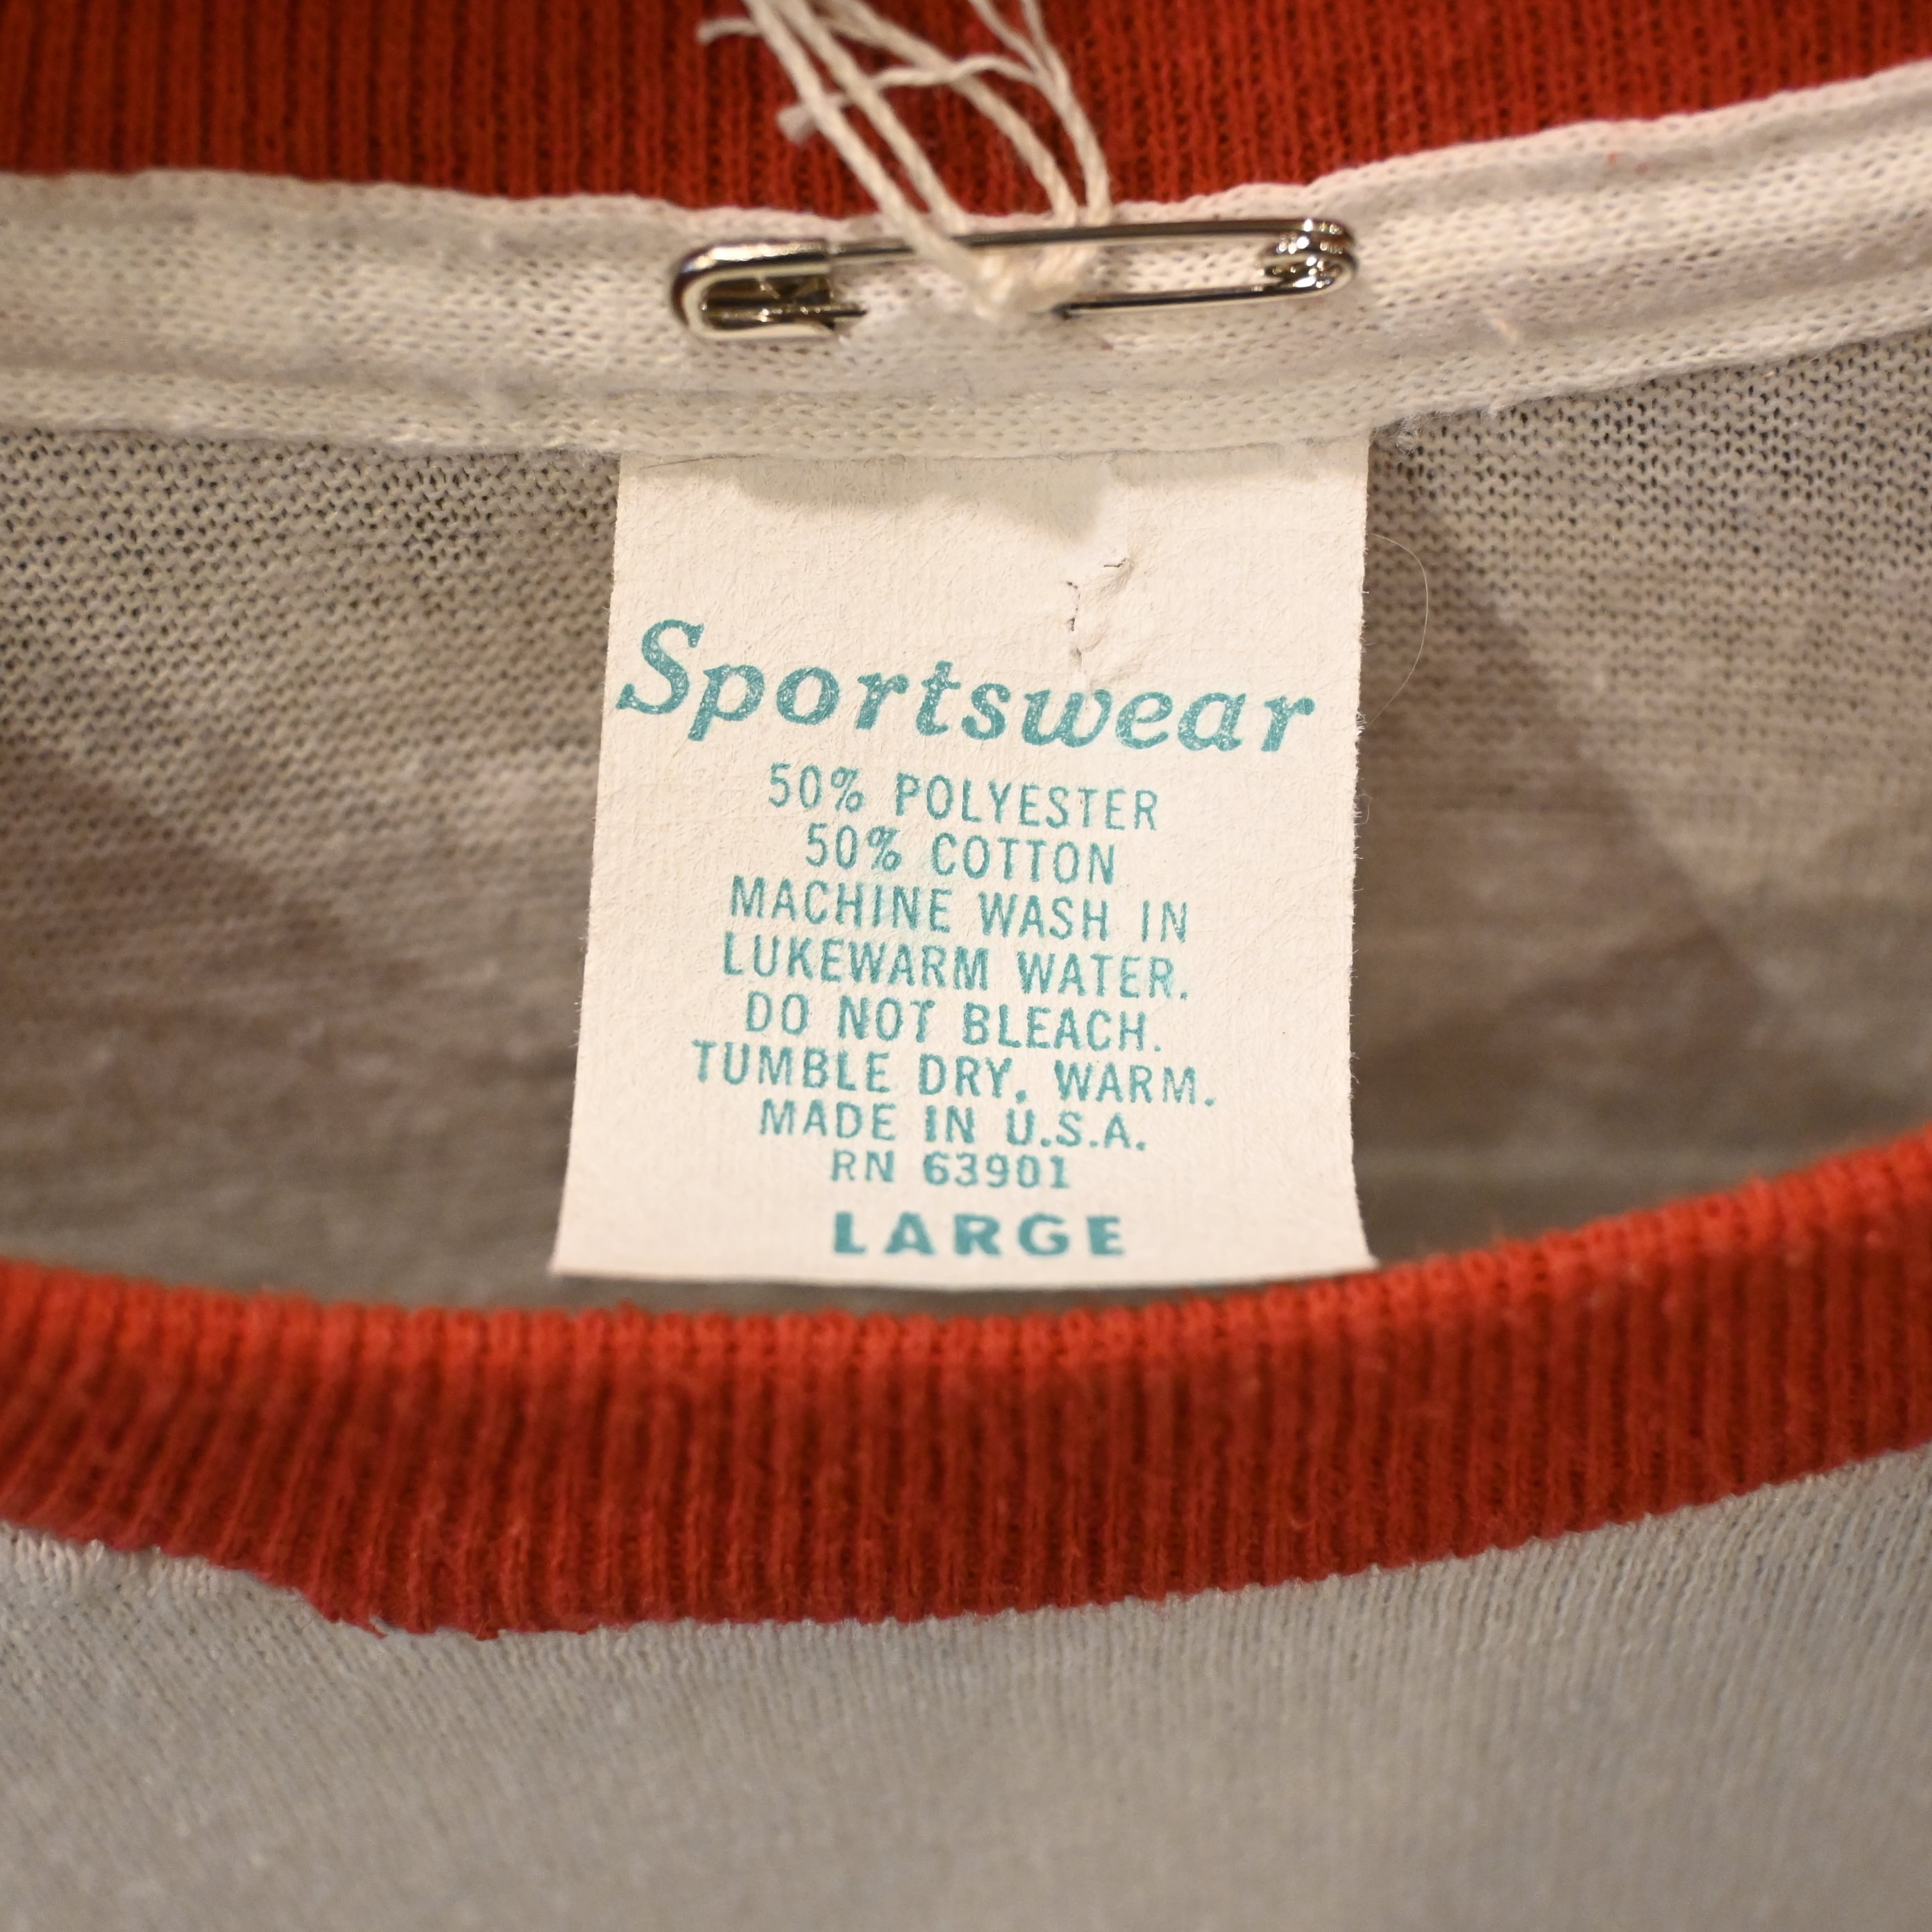 Sportswear
50% POLYESTER
50% COTTON
MACHINE WASH IN
LUKEWARM WATER.
DO NOT BLEACH.
TUMBLE DRY, WARM.
MADE IN U.S.A.
RN 63901
LARGE